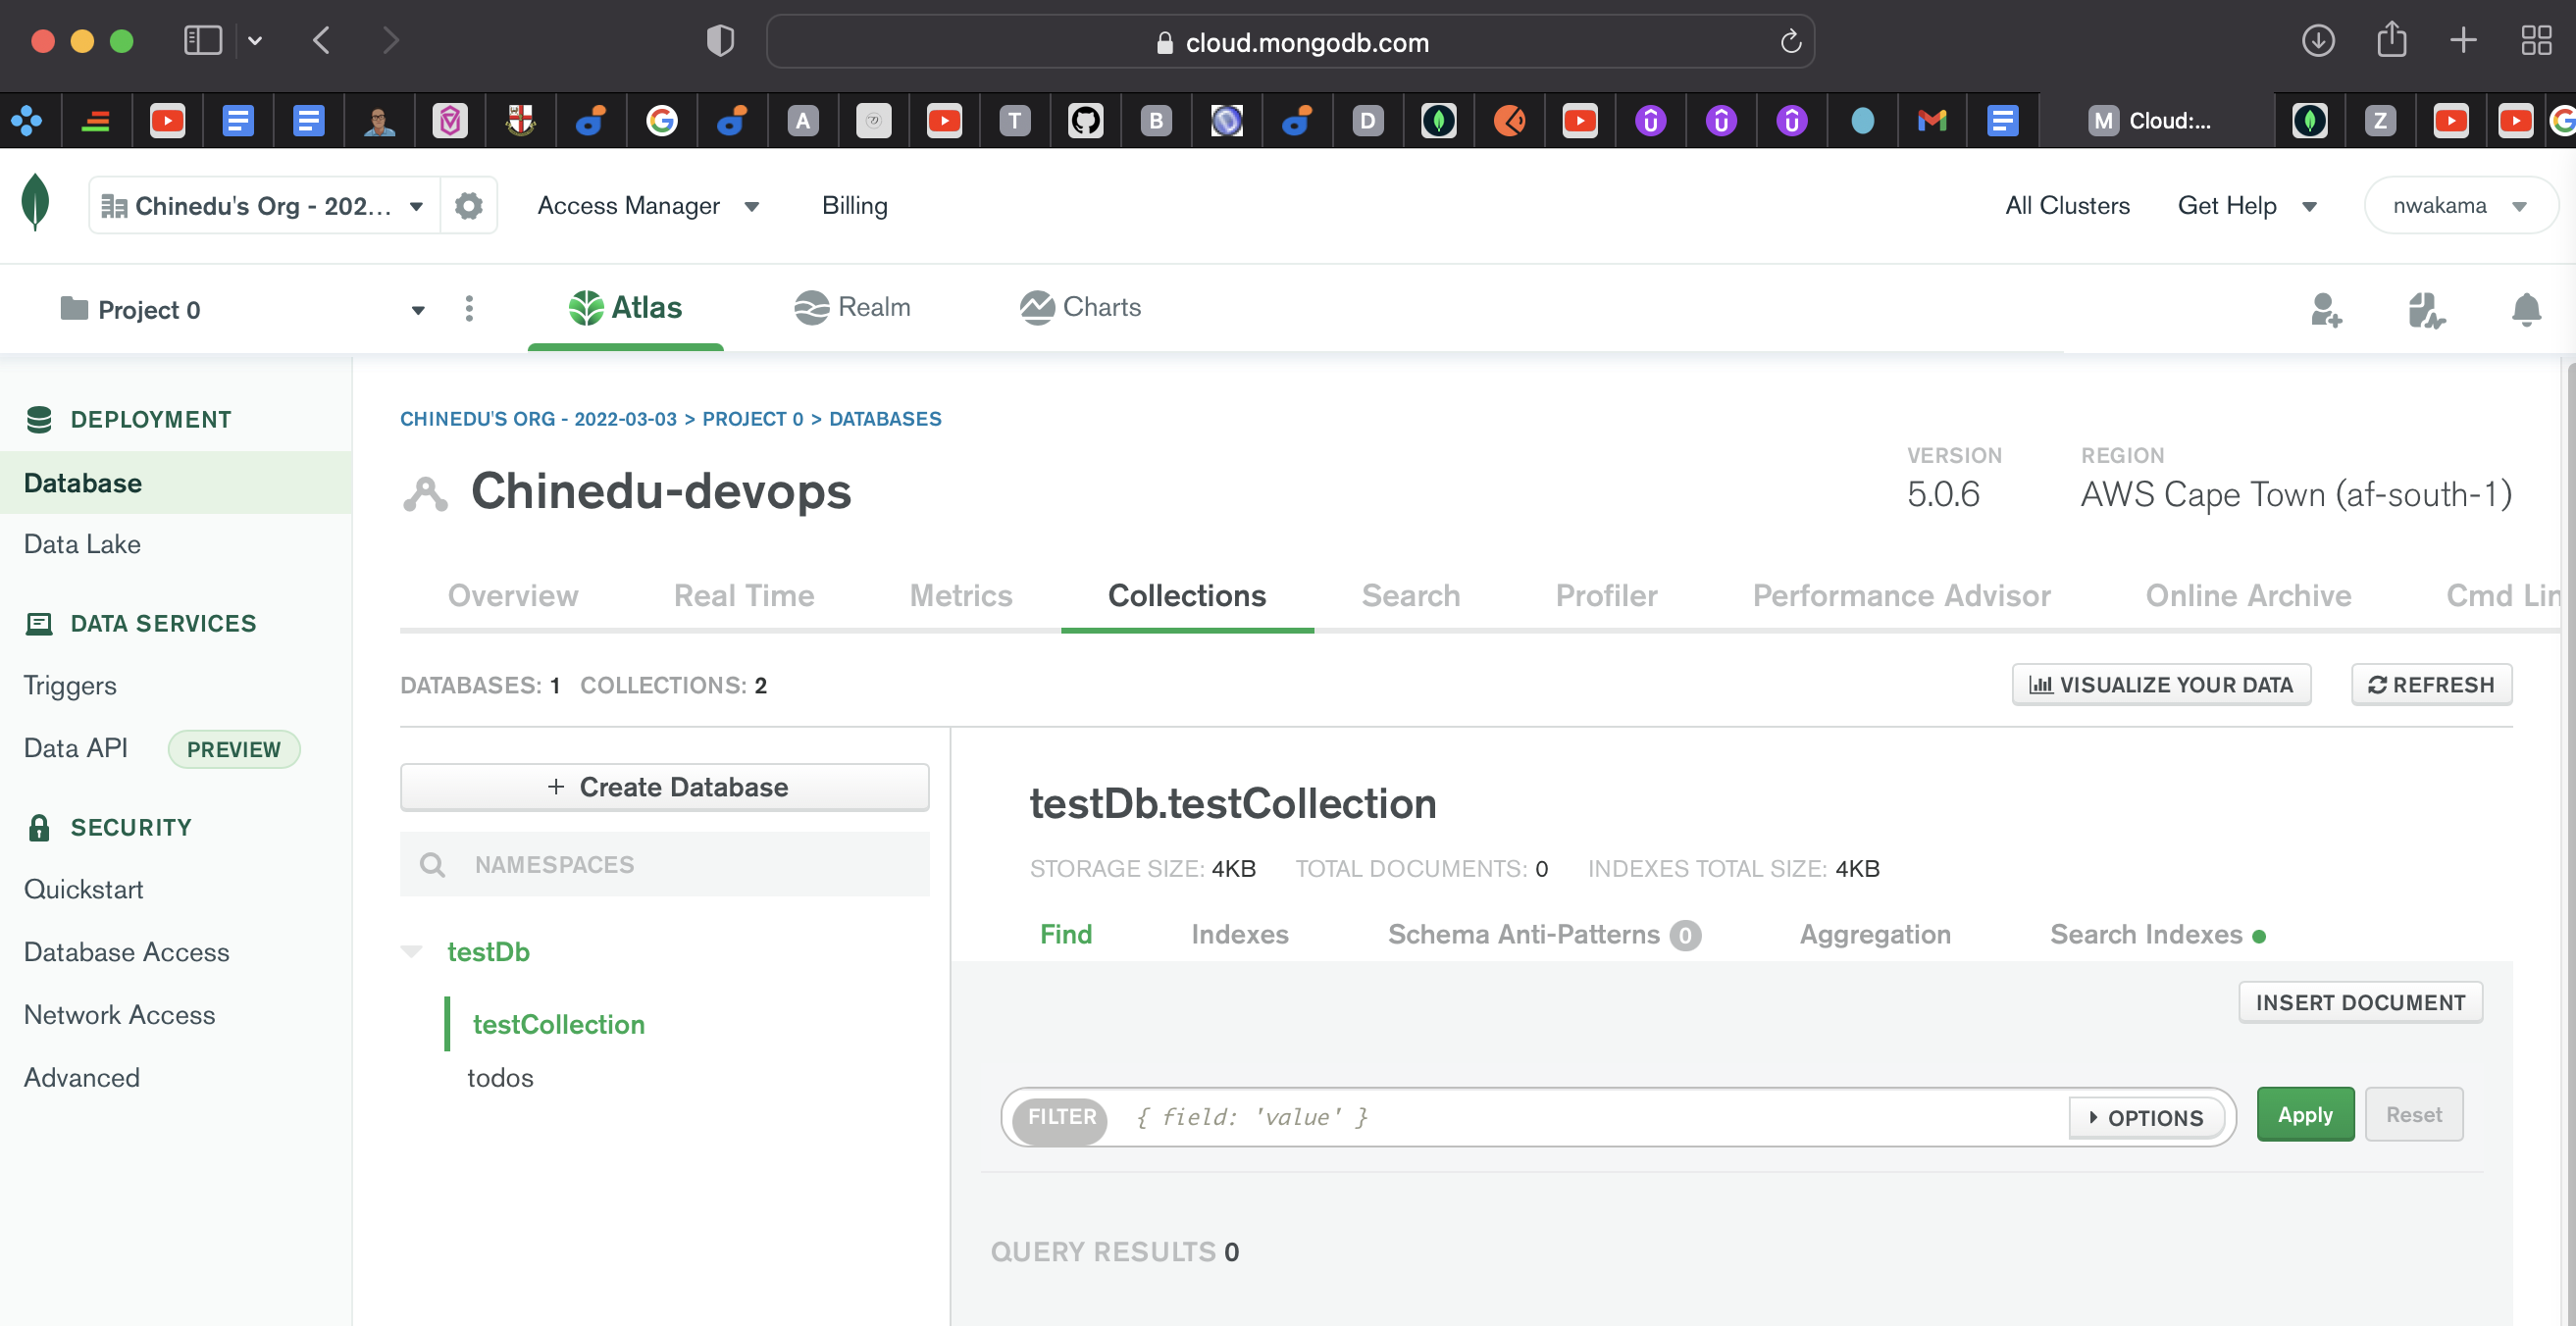 cloud.mongodb.com
A T B D M Cloud:... Z
Chinedu's Org - 202... Access Manager Billing All Clusters Get Help nwakama
Project 0 Atlas Realm Charts
DEPLOYMENT
Database
Data Lake
DATA SERVICES
Triggers
Data API PREVIEW
SECURITY
Quickstart
Database Access
Network Access
Advanced
CHINEDU'S ORG - 2022-03-03 > PROJECT 0 > DATABASES
Chinedu-devops
VERSION
5.0.6
REGION
AWS Cape Town (af-south-1)
Overview Real Time Metrics Collections Search Profiler Performance Advisor Online Archive Cmd Lin
DATABASES: 1 COLLECTIONS: 2 VISUALIZE YOUR DATA REFRESH
+ Create Database
NAMESPACES
testDb
testCollection
todos
testDb.testCollection
STORAGE SIZE: 4KB TOTAL DOCUMENTS: 0 INDEXES TOTAL SIZE: 4KB
Find Indexes Schema Anti-Patterns 0 Aggregation Search Indexes
INSERT DOCUMENT
FILTER { field: 'value' } OPTIONS Apply Reset
QUERY RESULTS 0